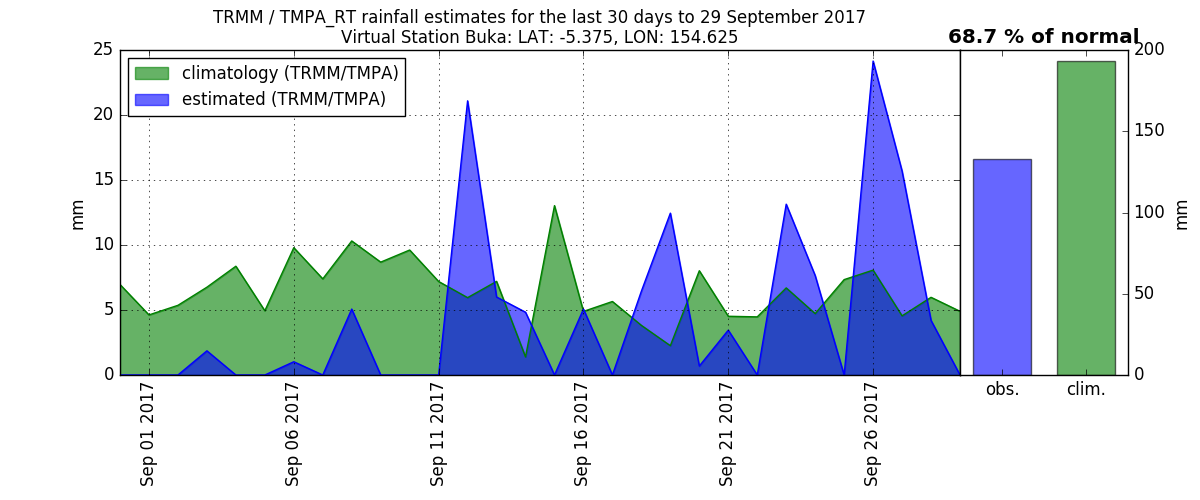 TRMM / TMPA_RT rainfall estimates for the last 30 days to 29 September 2017
Virtual Station Buka: LAT: -5.375, LON: 154.625
68.7 % of normal
climatology (TRMM/TMPA)
estimated (TRMM/TMPA)
25
20
15
10
5
0
mm
Sep 01 2017
Sep 06 2017
Sep 11 2017
Sep 16 2017
Sep 21 2017
Sep 26 2017
obs.
clim.
200
150
100
50
0
mm